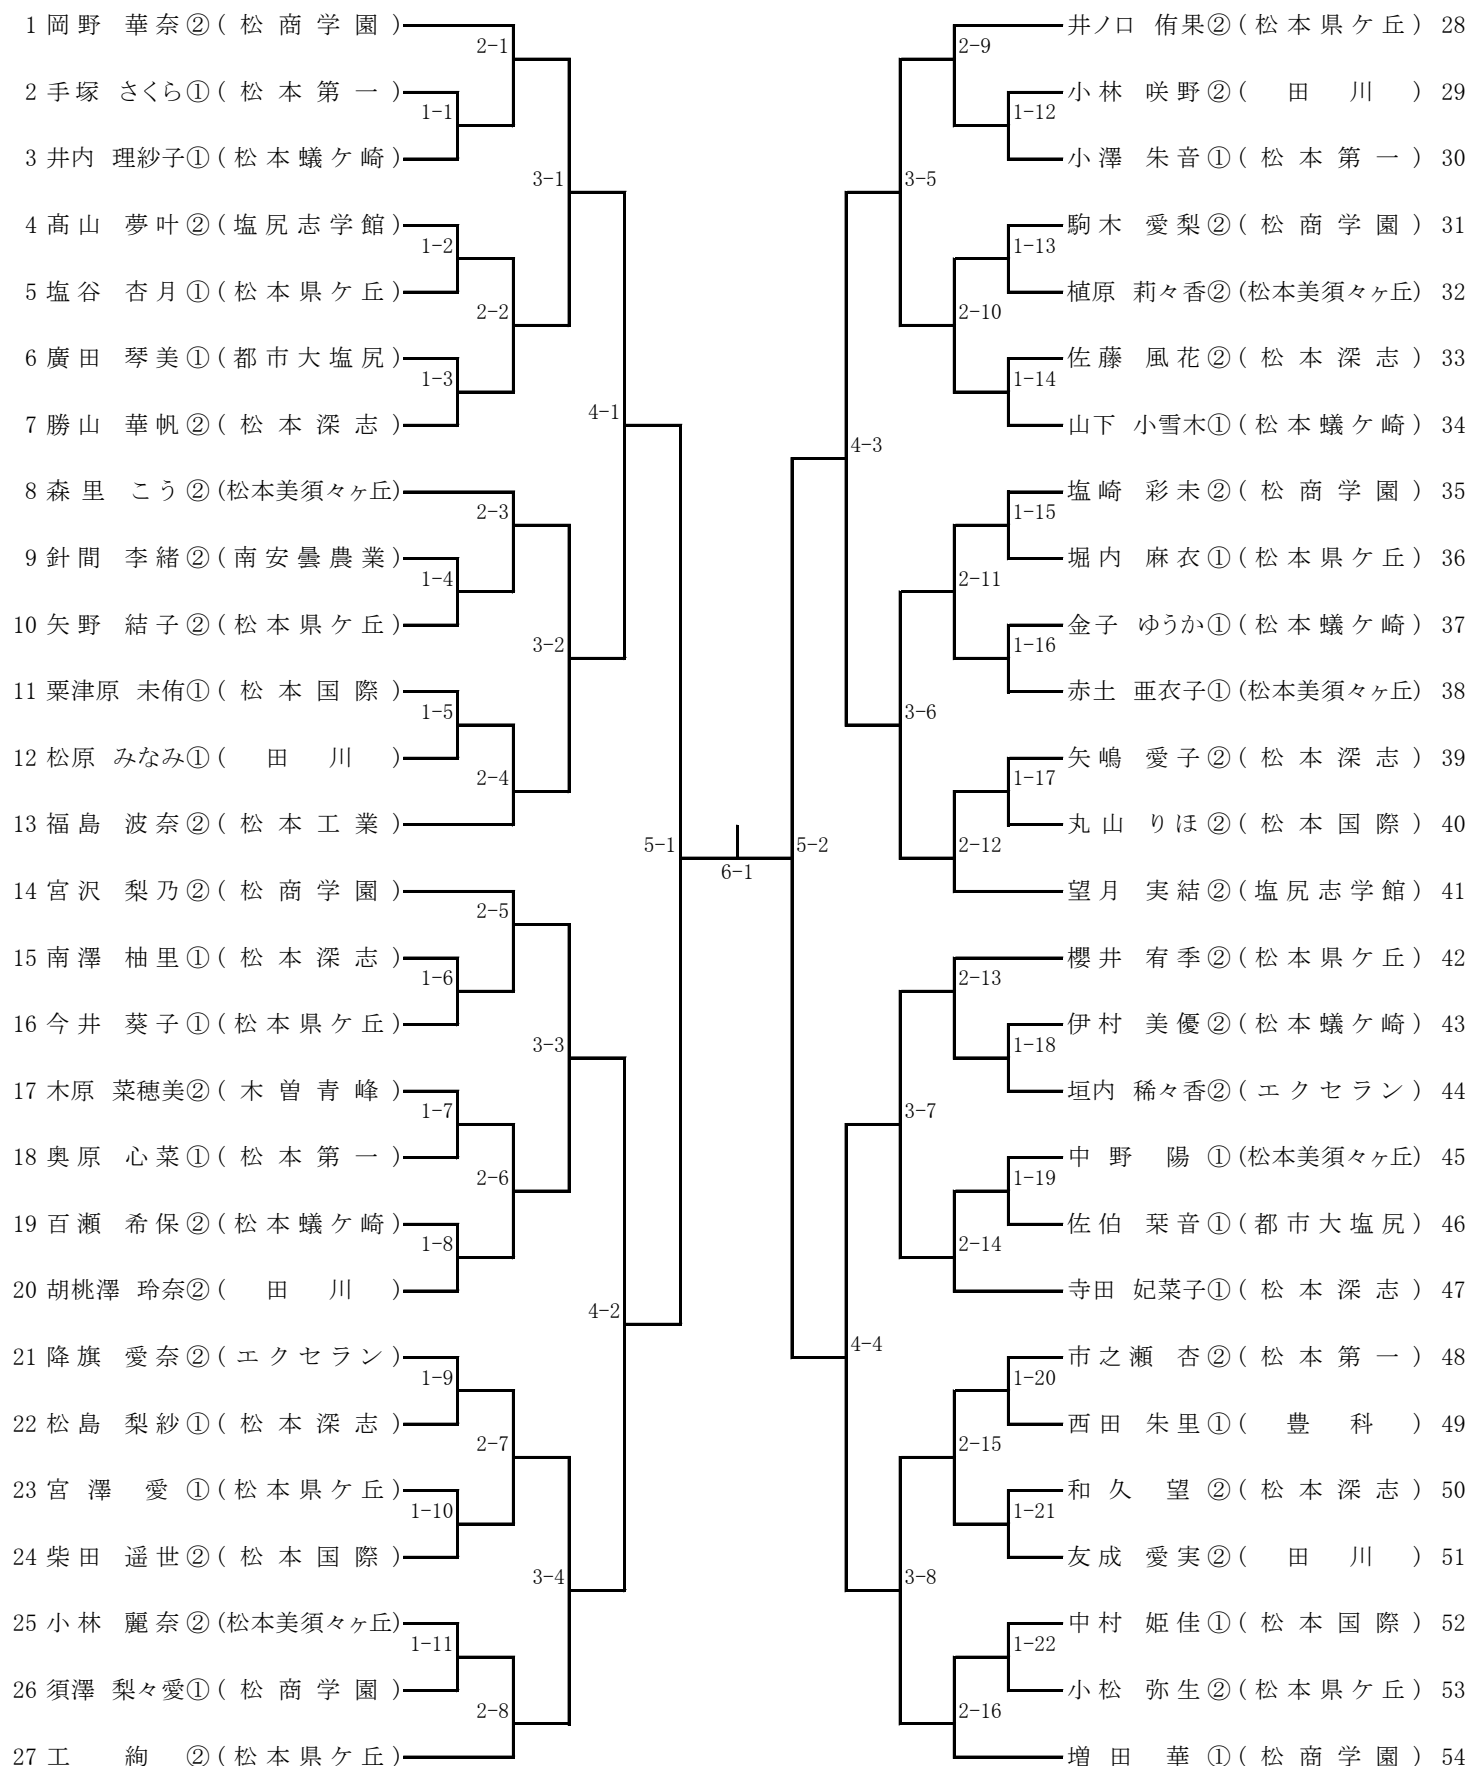 1 岡野 華奈② (松商学園)
2 手塚 さくら① (松本第一)
3 井内 理紗子① (松本蟻ケ崎)
4 髙山 夢叶② (塩尻志学館)
5 塩谷 杏月① (松本県ケ丘)
6 廣田 琴美① (都市大塩尻)
7 勝山 華帆② (松本深志)
8 森里 こう② (松本美須々ヶ丘)
9 針間 李緒② (南安曇農業)
10 矢野 結子② (松本県ケ丘)
11 粟津原 未侑① (松本国際)
12 松原 みなみ① (田川)
13 福島 波奈② (松本工業)
14 宮沢 梨乃② (松商学園)
15 南澤 柚里① (松本深志)
16 今井 葵子① (松本県ケ丘)
17 木原 菜穂美② (木曽青峰)
18 奥原 心菜① (松本第一)
19 百瀬 希保② (松本蟻ケ崎)
20 胡桃澤 玲奈② (田川)
21 降旗 愛奈② (エクセラン)
22 松島 梨紗① (松本深志)
23 宮澤 愛① (松本県ケ丘)
24 柴田 遥世② (松本国際)
25 小林 麗奈② (松本美須々ヶ丘)
26 須澤 梨々愛① (松商学園)
27 工 絢② (松本県ケ丘)
1-1
1-2
1-3
1-4
1-5
1-6
1-7
1-8
1-9
1-10
1-11
2-1
2-2
2-3
2-4
2-5
2-6
2-7
2-8
3-1
3-2
3-3
3-4
4-1
4-2
5-1
6-1
5-2
4-3
4-4
3-5
3-6
3-7
3-8
2-9
2-10
2-11
2-12
2-13
2-14
2-15
2-16
1-12
1-13
1-14
1-15
1-16
1-17
1-18
1-19
1-20
1-21
1-22
井ノ口 侑果② (松本県ケ丘) 28
小林 咲野② (田川) 29
小澤 朱音① (松本第一) 30
駒木 愛梨② (松商学園) 31
植原 莉々香② (松本美須々ヶ丘) 32
佐藤 風花② (松本深志) 33
山下 小雪木① (松本蟻ケ崎) 34
塩崎 彩未② (松商学園) 35
堀内 麻衣① (松本県ケ丘) 36
金子 ゆうか① (松本蟻ケ崎) 37
赤土 亜衣子① (松本美須々ヶ丘) 38
矢嶋 愛子② (松本深志) 39
丸山 りほ② (松本国際) 40
望月 実結② (塩尻志学館) 41
櫻井 宥季② (松本県ケ丘) 42
伊村 美優② (松本蟻ケ崎) 43
垣内 稀々香② (エクセラン) 44
中野 陽① (松本美須々ヶ丘) 45
佐伯 栞音① (都市大塩尻) 46
寺田 妃菜子① (松本深志) 47
市之瀬 杏② (松本第一) 48
西田 朱里① (豊科) 49
和久 望② (松本深志) 50
友成 愛実② (田川) 51
中村 姫佳① (松本国際) 52
小松 弥生② (松本県ケ丘) 53
増田 華① (松商学園) 54